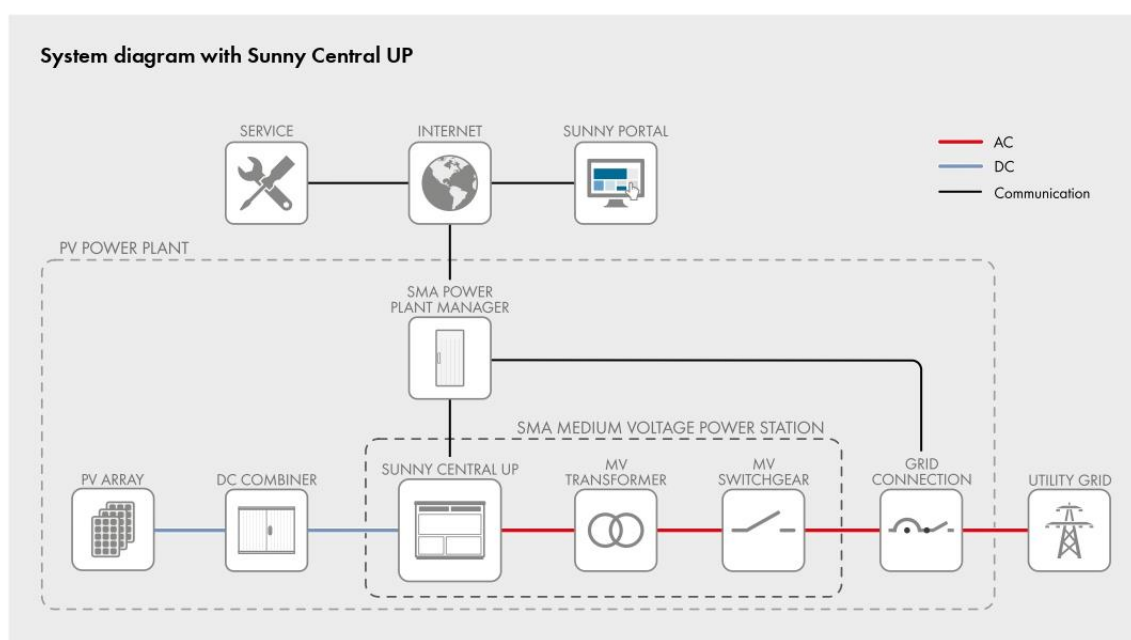 System diagram with Sunny Central UP
SERVICE
INTERNET
SUNNY PORTAL
AC
DC
Communication
PV POWER PLANT
SMA POWER
PLANT MANAGER
SMA MEDIUM VOLTAGE POWER STATION
PV ARRAY
DC COMBINER
SUNNY CENTRAL UP
MV
TRANSFORMER
MV
SWITCHGEAR
GRID
CONNECTION
UTILITY GRID